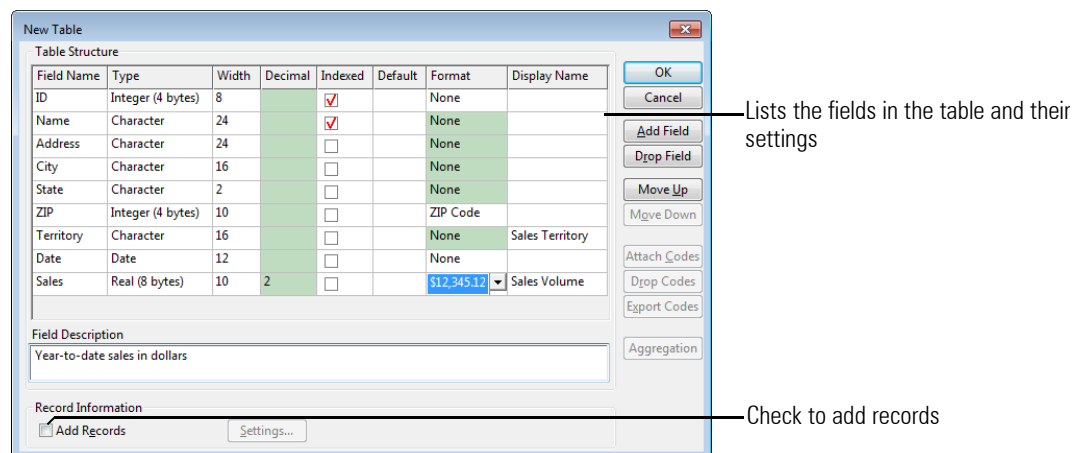 New Table
Table Structure
Field Name Type Width Decimal Indexed Default Format Display Name
ID Integer (4 bytes) 8 None
Name Character 24 None
Address Character 24 None
City Character 16 None
State Character 2 None
ZIP Integer (4 bytes) 10 ZIP Code
Territory Character 16 None Sales Territory
Date Date 12 None
Sales Real (8 bytes) 10 2 $12,345.12 Sales Volume
OK
Cancel
Add Field
Drop Field
Move Up
Move Down
Attach Codes
Drop Codes
Export Codes
Aggregation
Field Description
Year-to-date sales in dollars
Record Information
Add Records Settings...
Lists the fields in the table and their
settings
Check to add records